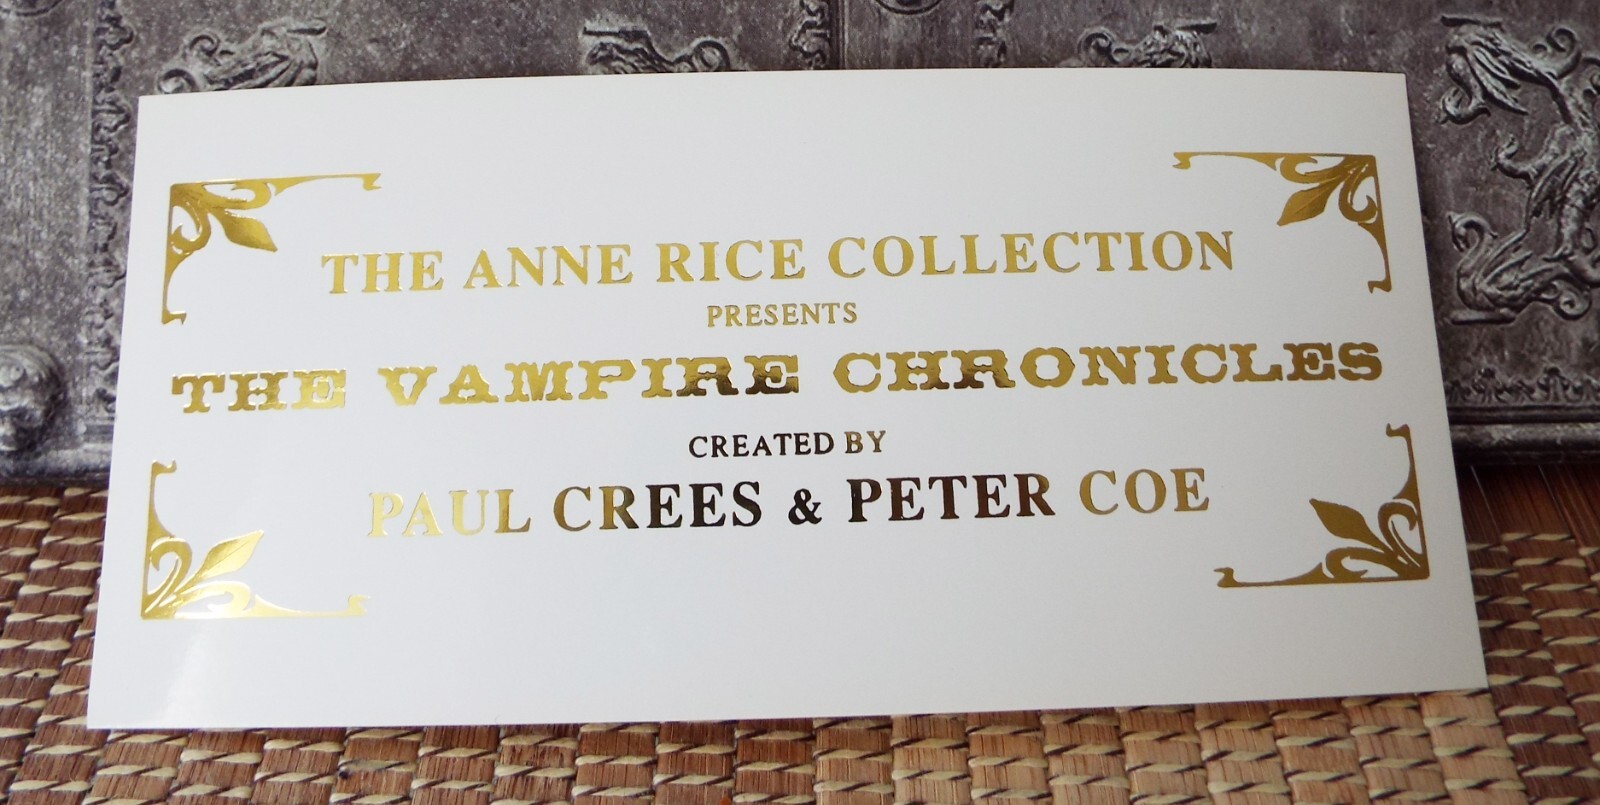 THE ANNE RICE COLLECTION
PRESENTS
THE VAMPIRE CHRONICLES
CREATED BY
PAUL CREES & PETER COE